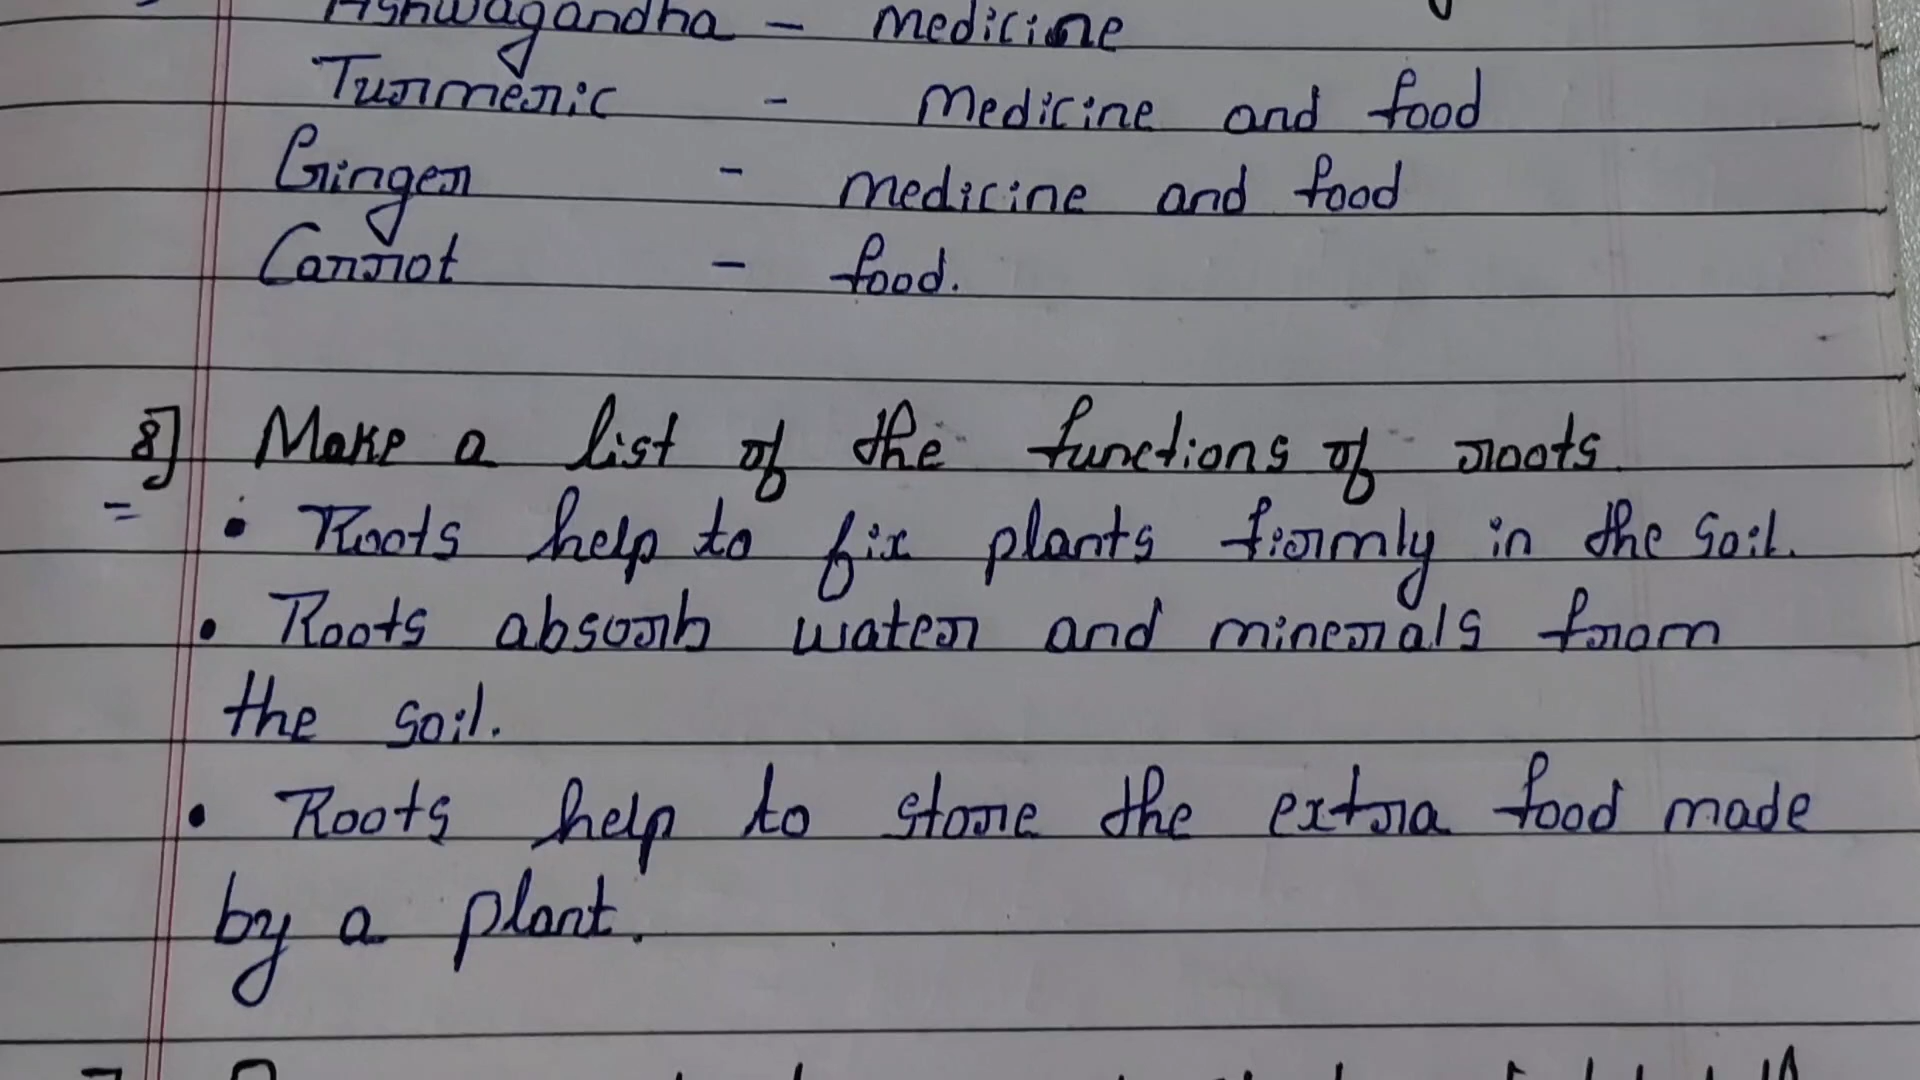 Ashwagandha - medicine
Turmeric - medicine and food
Ginger - medicine and food
Carrot - food.
8] Make a list of the functions of roots
= • Roots help to fix plants firmly in the soil.
• Roots absorb water and minerals from
the soil.
• Roots help to store the extra food made
by a plant.